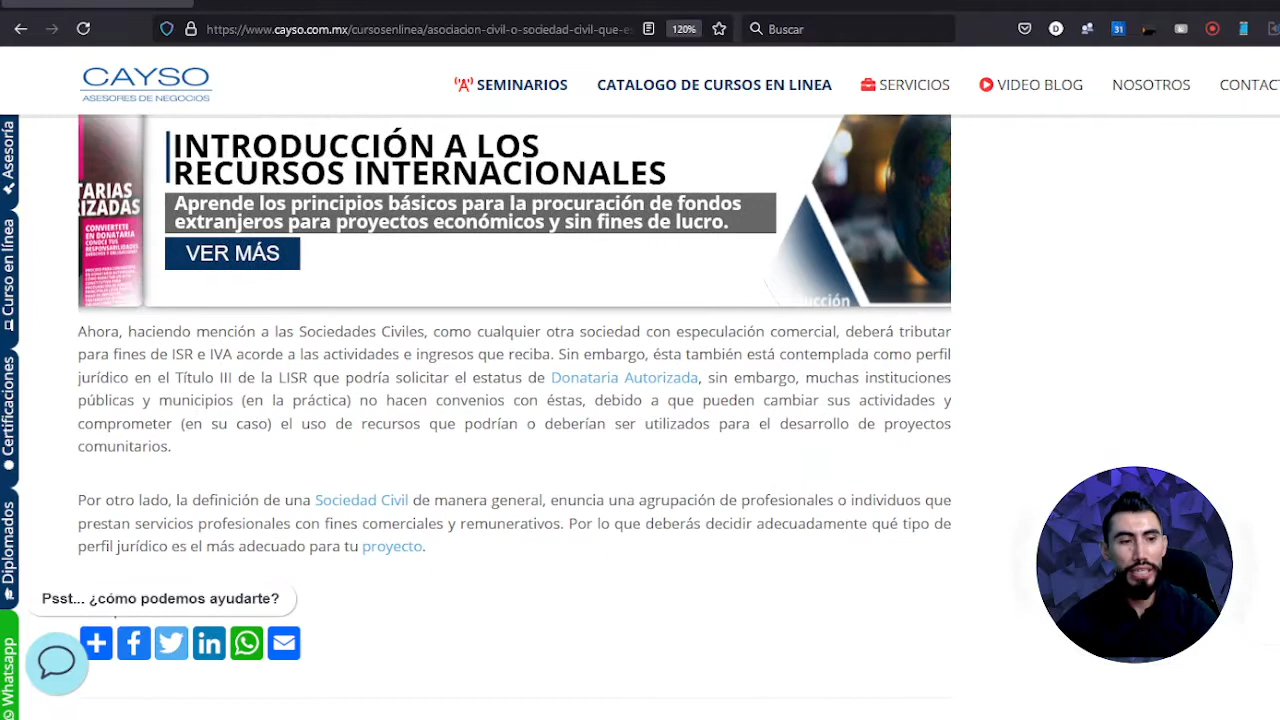 https://www.cayso.com.mx/cursosenlinea/asociacion-civil-o-sociedad-civil-que-es
120%
Buscar
31
CAYSO
ASESORES DE NEGOCIOS
SEMINARIOS
CATALOGO DE CURSOS EN LINEA
SERVICIOS
VIDEO BLOG
NOSOTROS
CONTAC
Asesoría
Curso en línea
Certificaciones
Diplomados
Whatsapp
TARIAS
RIZADAS
CONVIERTETE
EN DONATARIA
CONOCE TUS
RESPONSABILIDADES
INTRODUCCIÓN A LOS
RECURSOS INTERNACIONALES
Aprende los principios básicos para la procuración de fondos
extranjeros para proyectos económicos y sin fines de lucro.
VER MÁS
Ahora, haciendo mención a las Sociedades Civiles, como cualquier otra sociedad con especulación comercial, deberá tributar
para fines de ISR e IVA acorde a las actividades e ingresos que reciba. Sin embargo, ésta también está contemplada como perfil
jurídico en el Título III de la LISR que podría solicitar el estatus de Donataria Autorizada, sin embargo, muchas instituciones
públicas y municipios (en la práctica) no hacen convenios con éstas, debido a que pueden cambiar sus actividades y
comprometer (en su caso) el uso de recursos que podrían o deberían ser utilizados para el desarrollo de proyectos
comunitarios.
Por otro lado, la definición de una Sociedad Civil de manera general, enuncia una agrupación de profesionales o individuos que
prestan servicios profesionales con fines comerciales y remunerativos. Por lo que deberás decidir adecuadamente qué tipo de
perfil jurídico es el más adecuado para tu proyecto.
Psst... ¿cómo podemos ayudarte?